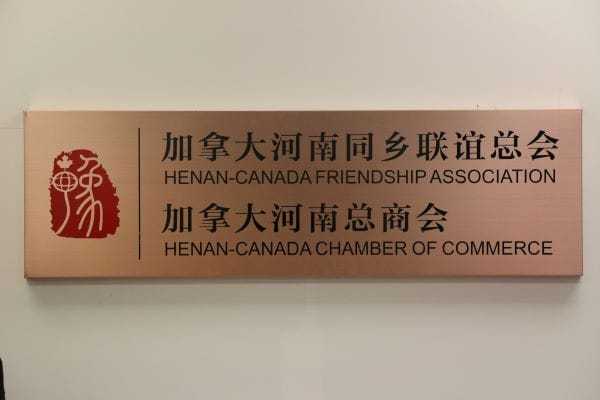 豫
加拿大河南同乡联谊总会
HENAN-CANADA FRIENDSHIP ASSOCIATION
加拿大河南总商会
HENAN-CANADA CHAMBER OF COMMERCE